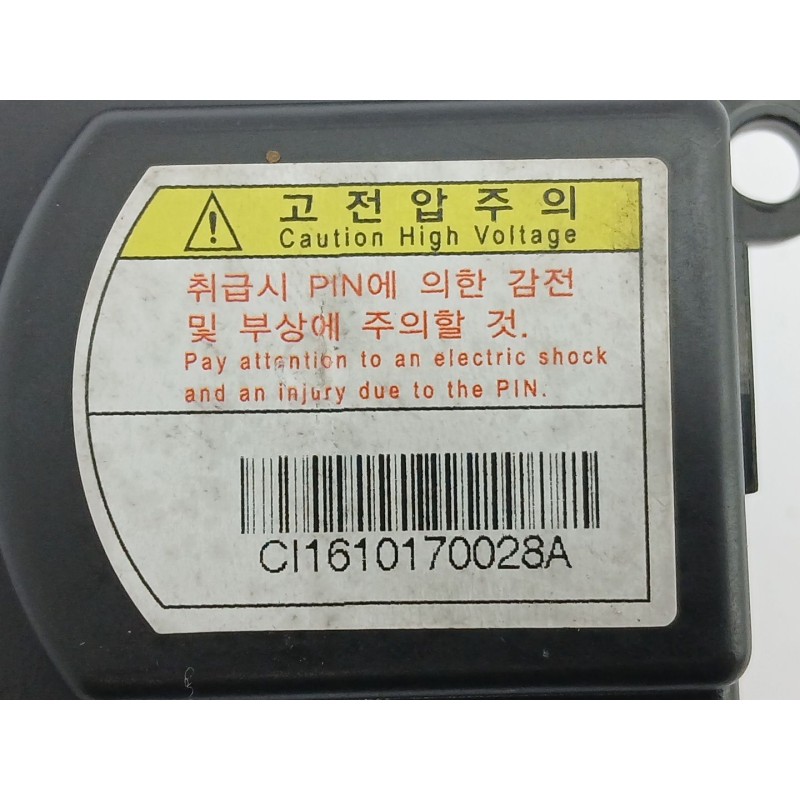 고전압주의
Caution High Voltage
취급시 PIN에 의한 감전
및 부상에 주의할 것.
Pay attention to an electric shock
and an injury due to the PIN.
CI1610170028A